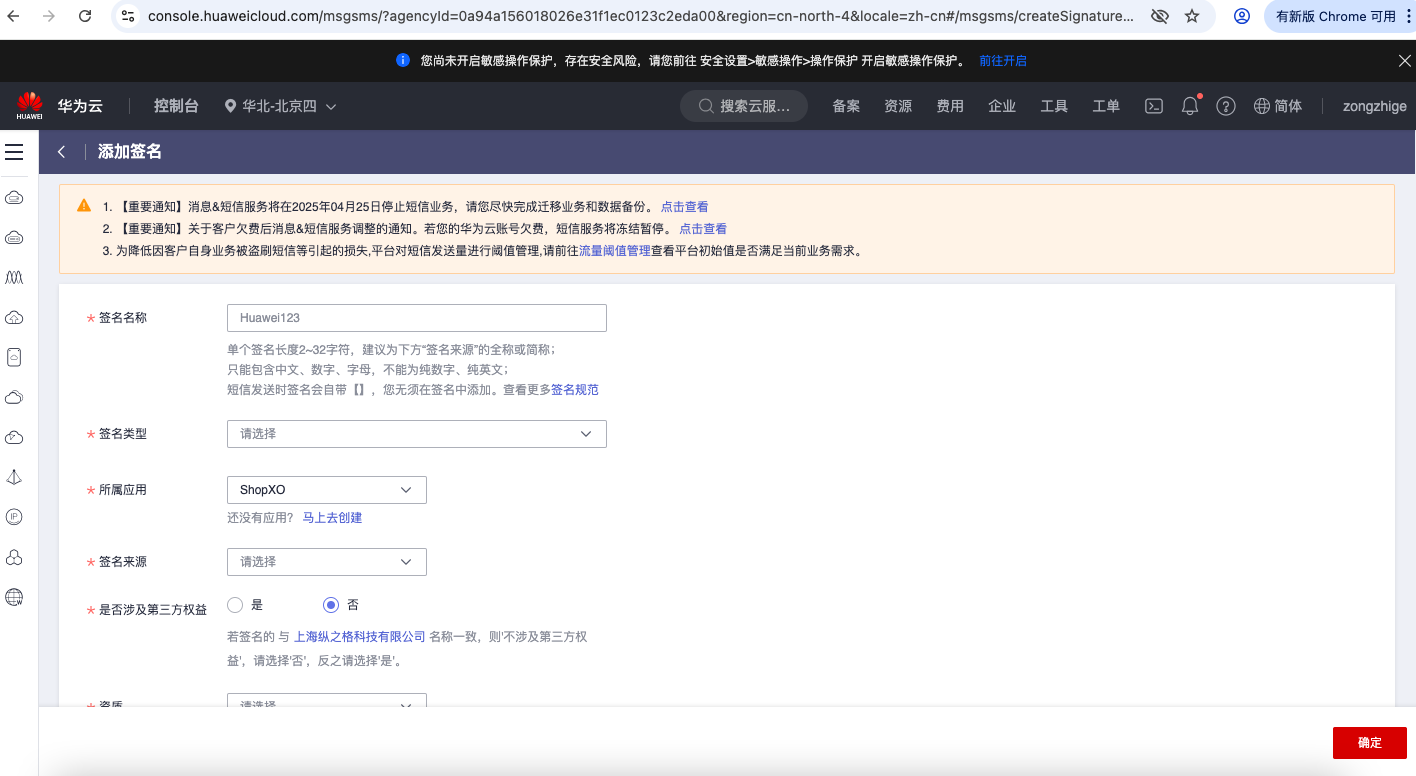 console.huaweicloud.com/msgsms/?agencyId=0a94a156018026e31f1ec0123c2eda00&region=cn-north-4&locale=zh-cn#/msgsms/createSignature...
有新版 Chrome 可用
您尚未开启敏感操作保护，存在安全风险，请您前往 安全设置>敏感操作>操作保护 开启敏感操作保护。 前往开启
HUAWEI
华为云
控制台
华北-北京四
搜索云服...
备案
资源
费用
企业
工具
工单
简体
zongzhige
添加签名
1. 【重要通知】消息&短信服务将在2025年04月25日停止短信业务，请您尽快完成迁移业务和数据备份。 点击查看
2. 【重要通知】关于客户欠费后消息&短信服务调整的通知。若您的华为云账号欠费，短信服务将冻结暂停。 点击查看
3. 为降低因客户自身业务被盗刷短信等引起的损失,平台对短信发送量进行阈值管理,请前往流量阈值管理查看平台初始值是否满足当前业务需求。
* 签名名称
Huawei123
单个签名长度2~32字符，建议为下方“签名来源”的全称或简称；
只能包含中文、数字、字母，不能为纯数字、纯英文；
短信发送时签名会自带【】，您无须在签名中添加。查看更多签名规范
* 签名类型
请选择
* 所属应用
ShopXO
还没有应用？ 马上去创建
* 签名来源
请选择
* 是否涉及第三方权益
是
否
若签名的 与 上海纵之格科技有限公司 名称一致，则'不涉及第三方权
益'，请选择'否'，反之请选择'是'。
* 资质
请选择
确定
IP
W